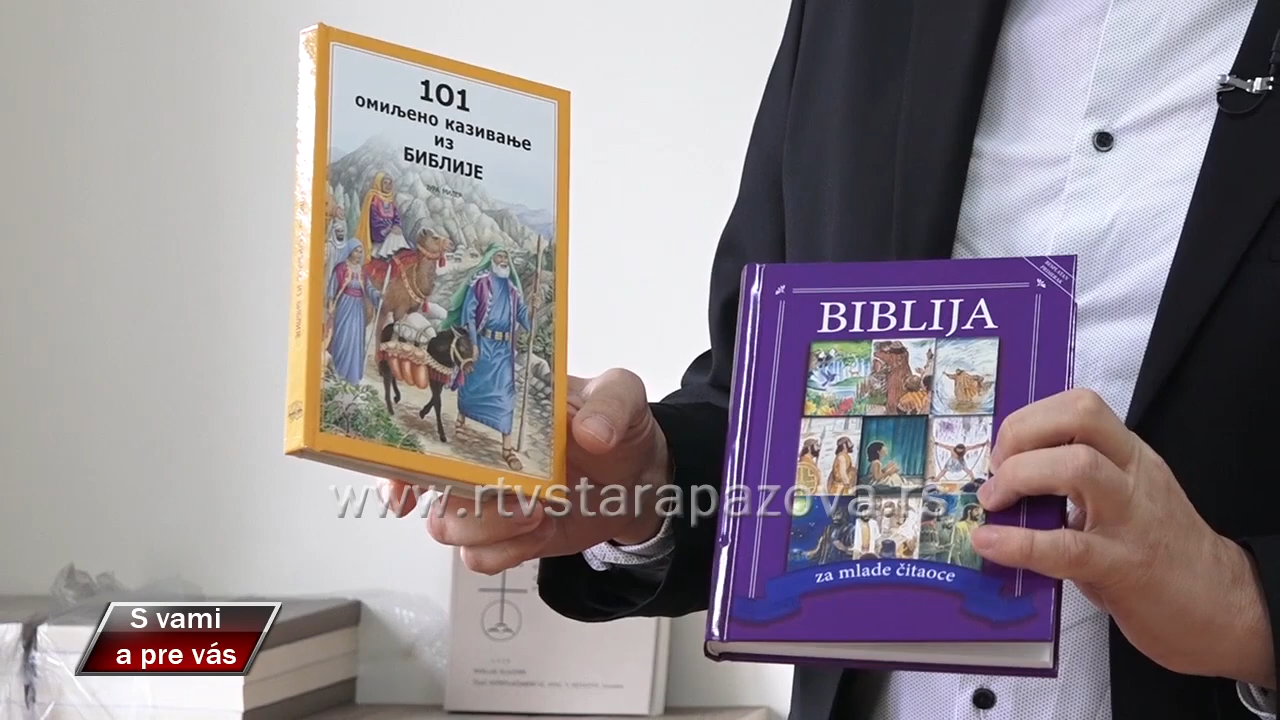 101
омиљено казивање
из
БИБЛИЈЕ
BIBLIJA
za mlade čitaoce
www.rtvstarapazova.rs
S vami
a pre vás